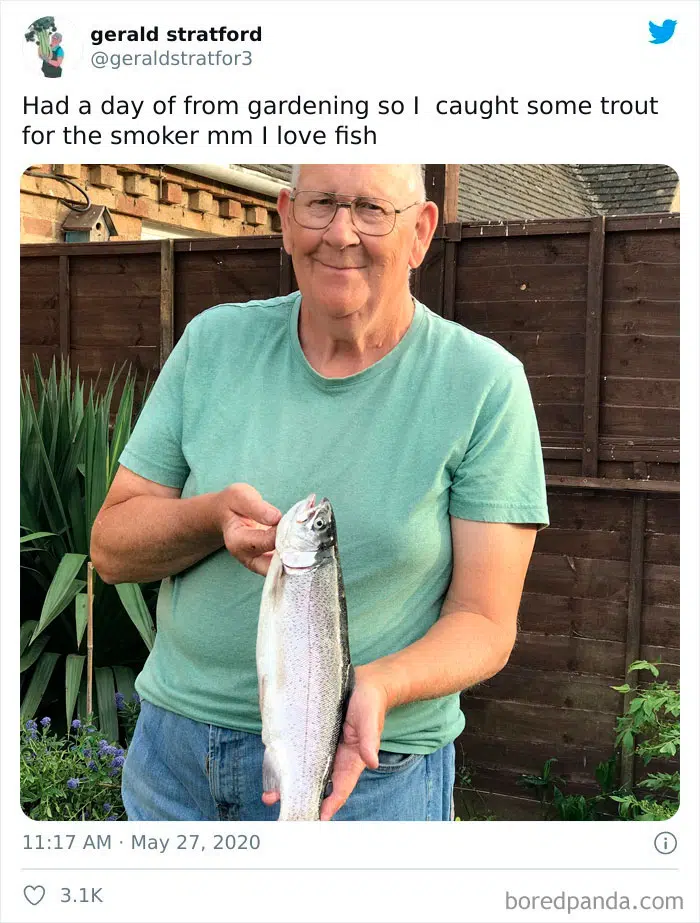 gerald stratford
@geraldstratfor3
Had a day of from gardening so I  caught some trout
for the smoker mm I love fish
11:17 AM · May 27, 2020
3.1K
boredpanda.com